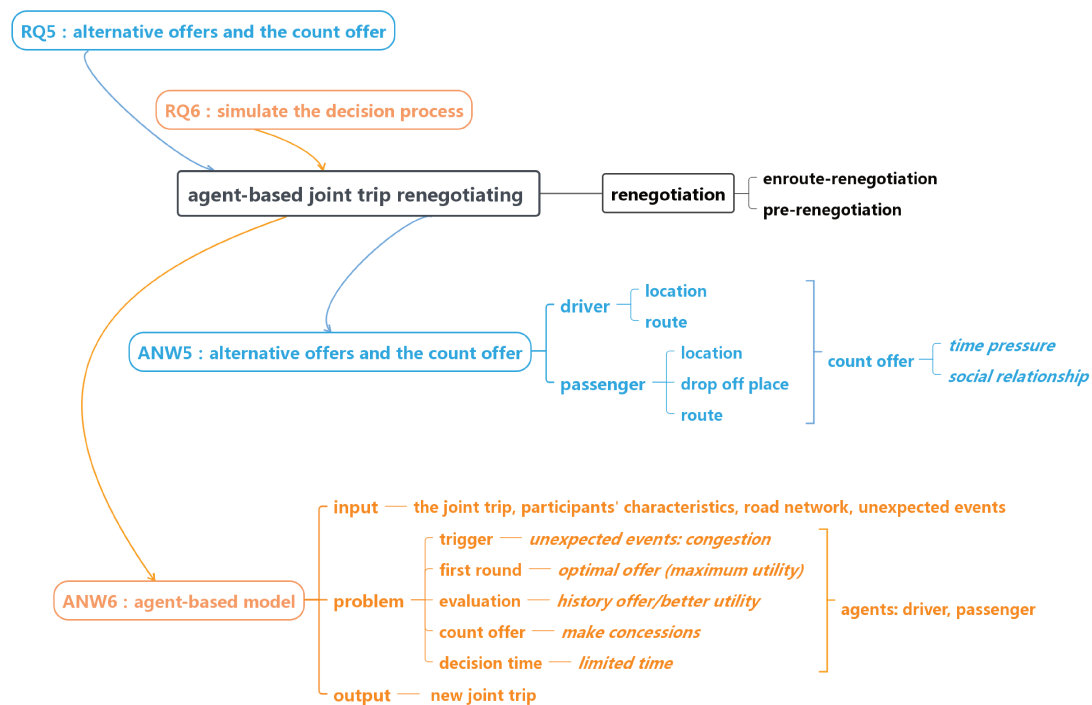 RQ5 : alternative offers and the count offer
RQ6 : simulate the decision process
agent-based joint trip renegotiating
renegotiation
enroute-renegotiation
pre-renegotiation
ANW5 : alternative offers and the count offer
driver
location
route
passenger
location
drop off place
route
count offer
time pressure
social relationship
ANW6 : agent-based model
input
the joint trip, participants' characteristics, road network, unexpected events
problem
trigger
unexpected events: congestion
first round
optimal offer (maximum utility)
evaluation
history offer/better utility
count offer
make concessions
decision time
limited time
agents: driver, passenger
output
new joint trip